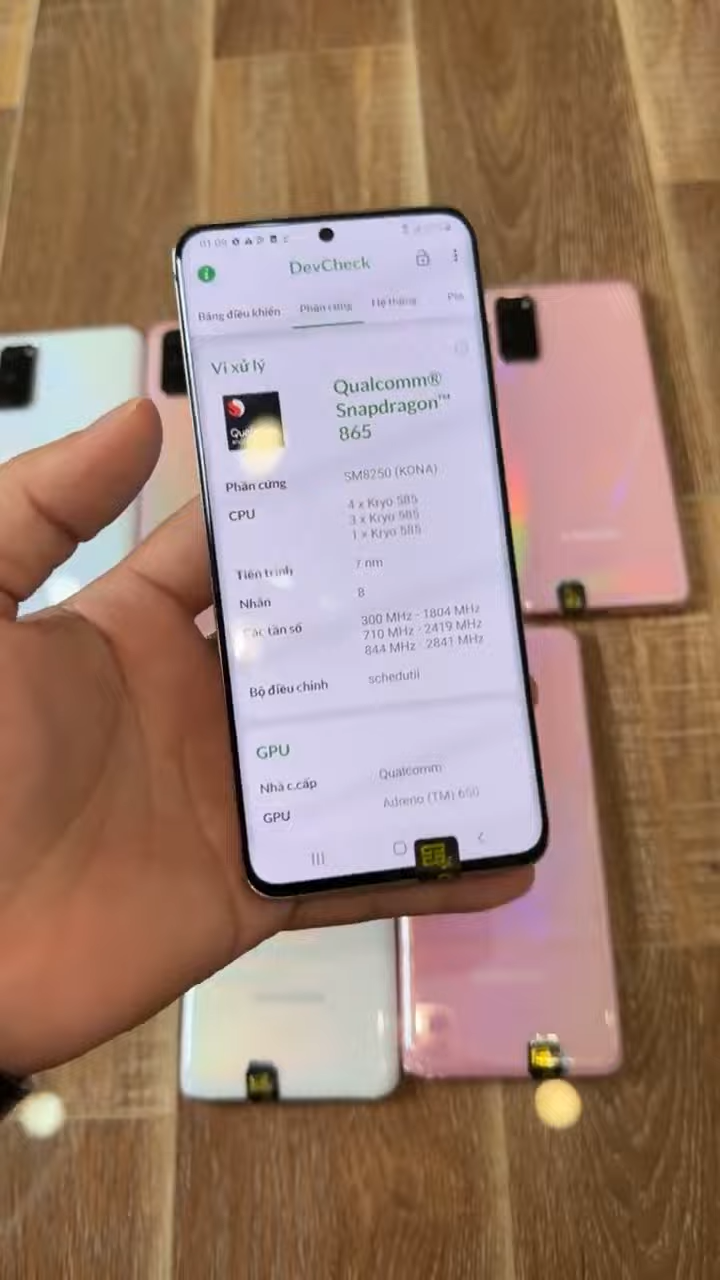 01:09
DevCheck
Bảng điều khiển Phần cứng Hệ thống Pin
Vi xử lý
Qualcomm®
Snapdragon™
865
Phần cứng SM8250 (KONA)
CPU 4 x Kryo 585
3 x Kryo 585
1 x Kryo 585
Tiến trình 7 nm
Nhân 8
Các tần số 300 MHz - 1804 MHz
710 MHz - 2419 MHz
844 MHz - 2841 MHz
Bộ điều chỉnh schedutil
GPU
Nhà c.cấp Qualcomm
GPU Adreno (TM) 650